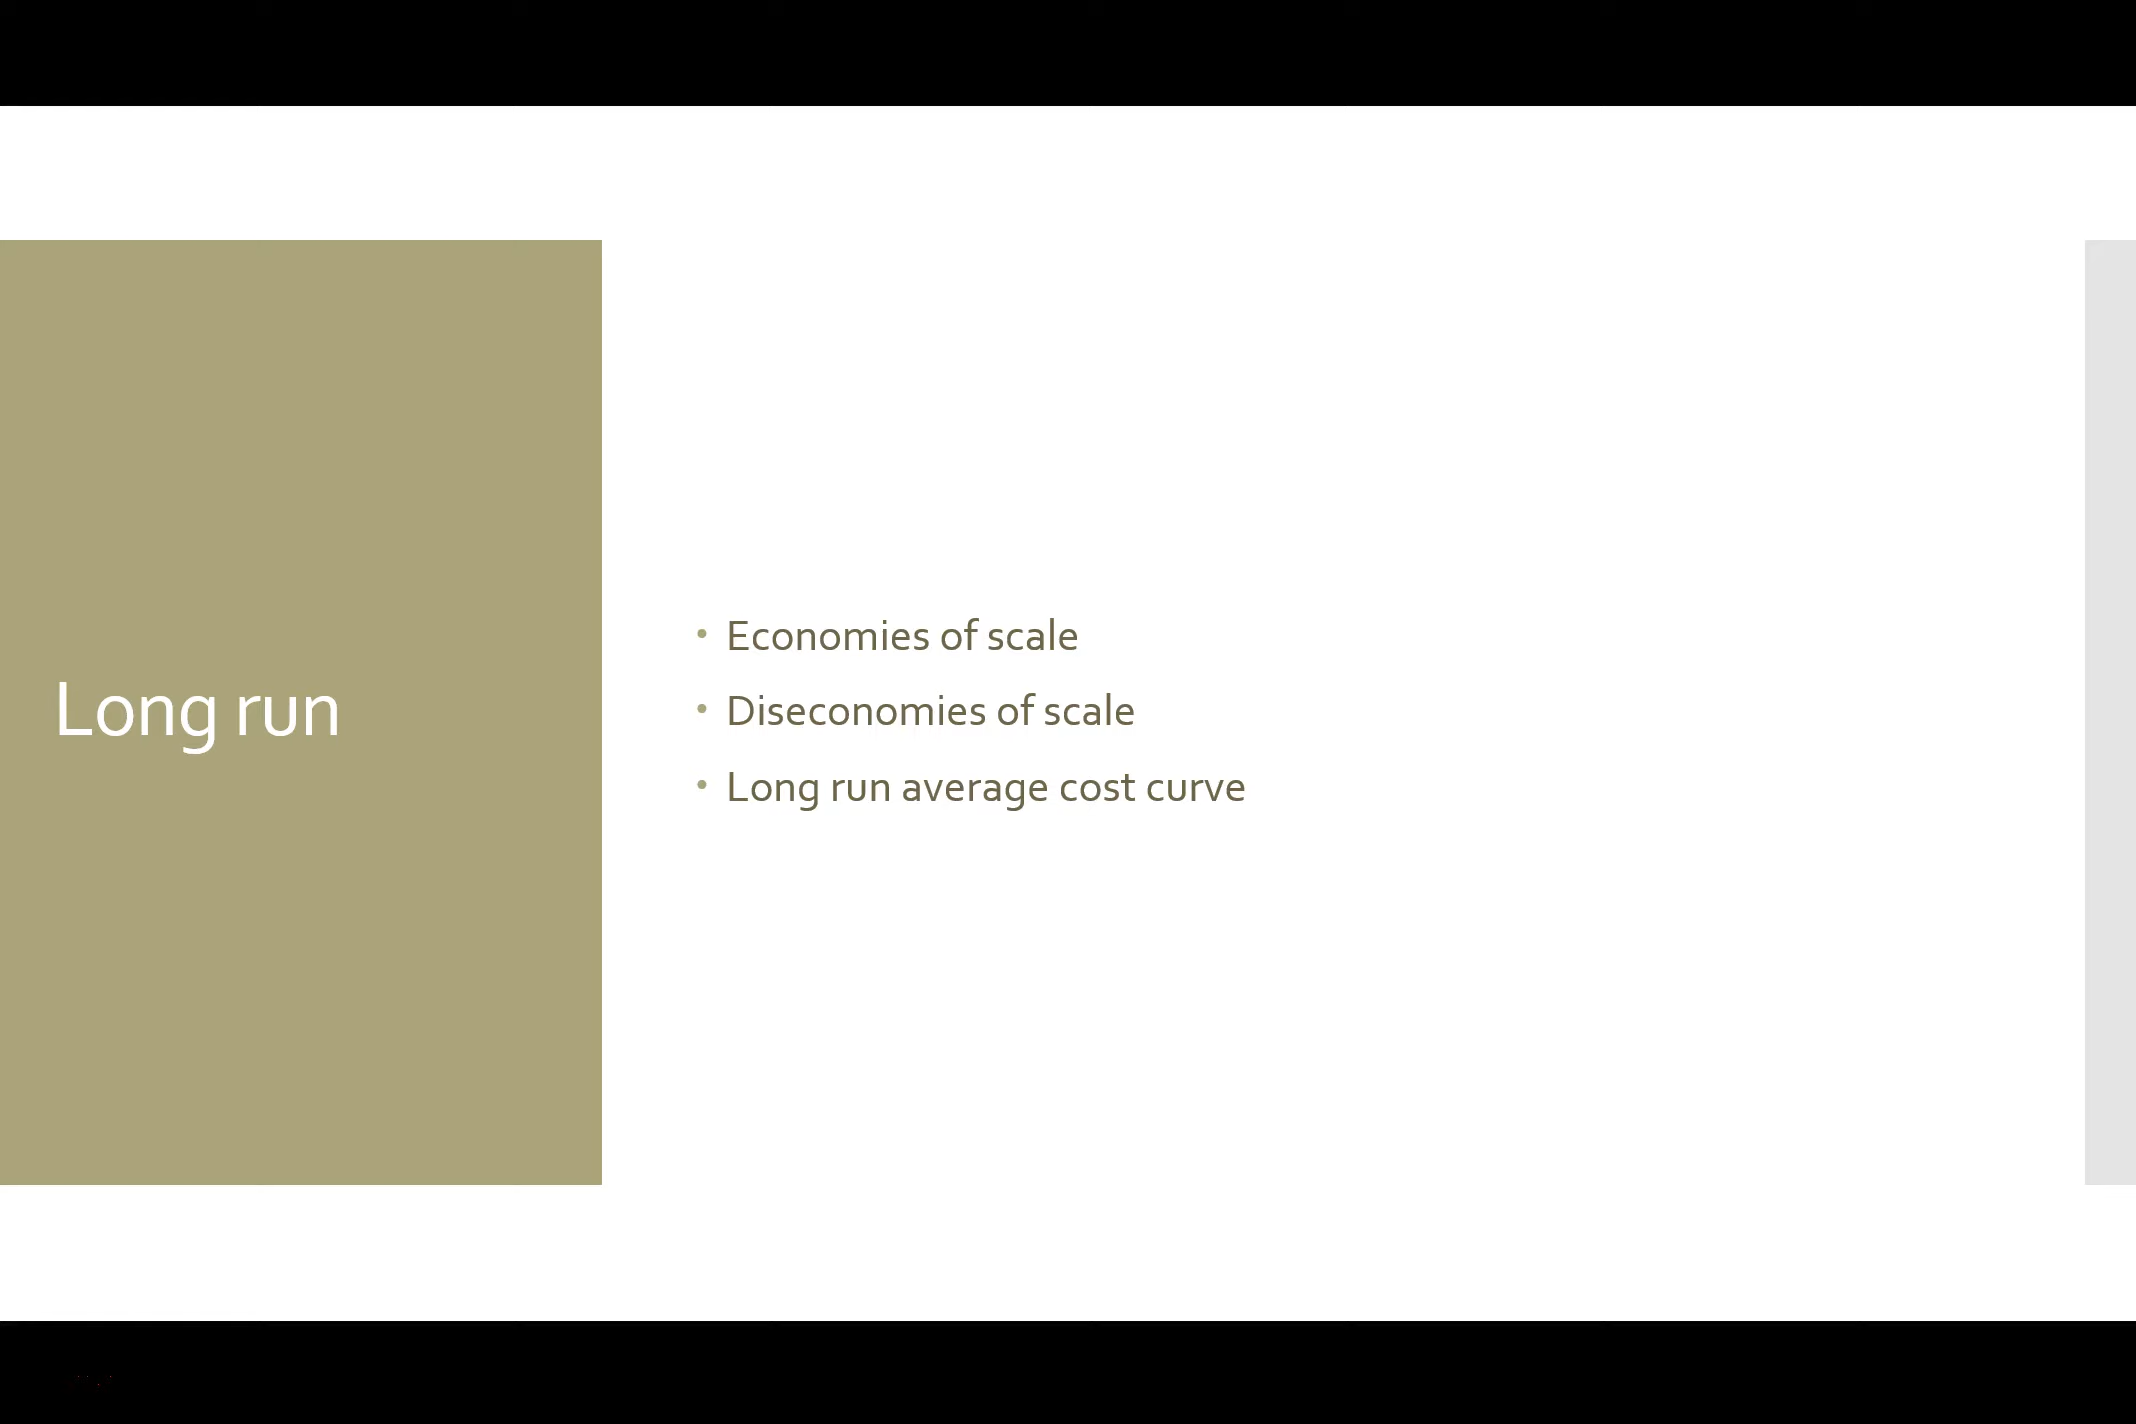 Long run
• Economies of scale
• Diseconomies of scale
• Long run average cost curve